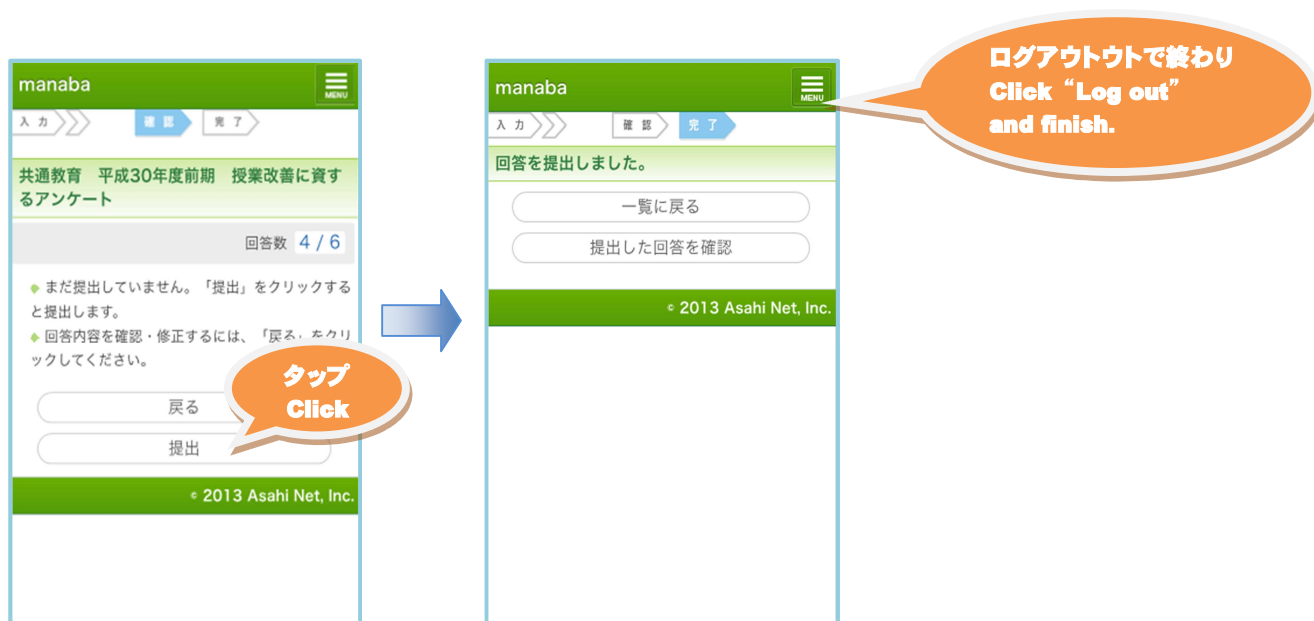 manaba
MENU
入力
確認
完了
共通教育　平成30年度前期　授業改善に資す
るアンケート
回答数 4 / 6
まだ提出していません。「提出」をクリックする
と提出します。
回答内容を確認・修正するには、「戻る」をクリ
ックしてください。
タップ
Click
戻る
提出
© 2013 Asahi Net, Inc.
manaba
MENU
入力
確認
完了
回答を提出しました。
一覧に戻る
提出した回答を確認
© 2013 Asahi Net, Inc.
ログアウトウトで終わり
Click “Log out”
and finish.